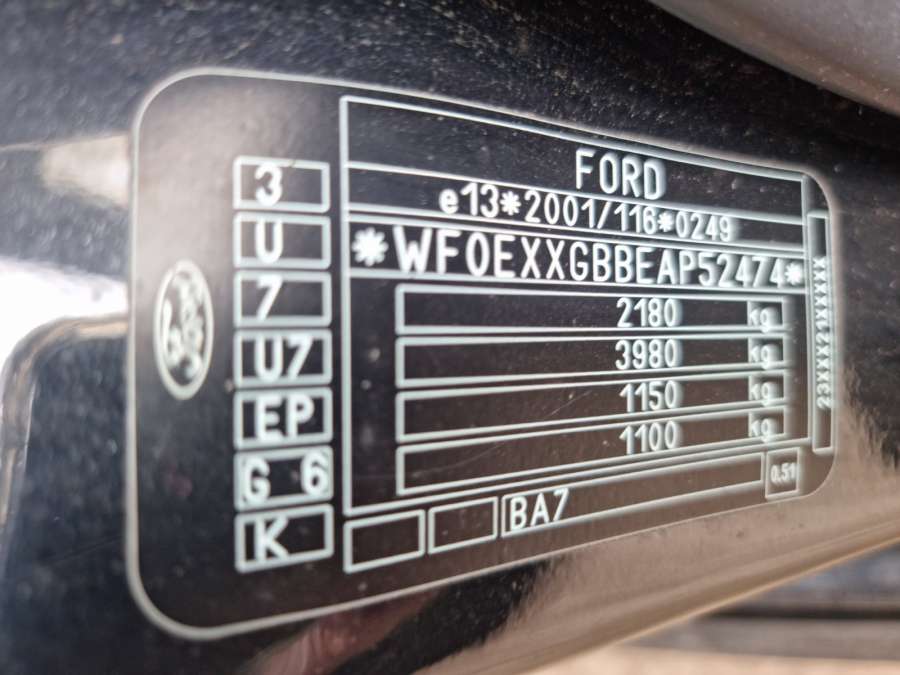 FORD
e13*2001/116*0249
*WF0EXXGBBEAP52474*
2180 kg
3980 kg
1150 kg
1100 kg
3
U
7
U7
EP
G 6
K
BA7
0.51
23XXX21XXXXX